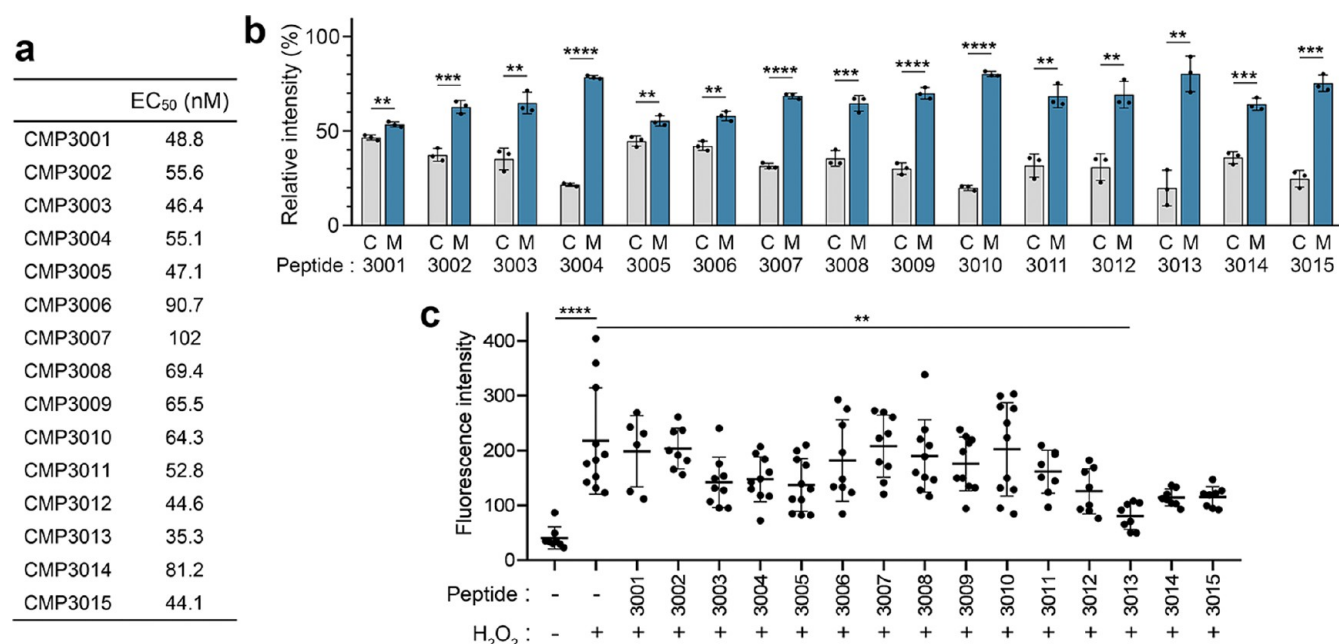 a
EC₅₀ (nM)
CMP3001 48.8
CMP3002 55.6
CMP3003 46.4
CMP3004 55.1
CMP3005 47.1
CMP3006 90.7
CMP3007 102
CMP3008 69.4
CMP3009 65.5
CMP3010 64.3
CMP3011 52.8
CMP3012 44.6
CMP3013 35.3
CMP3014 81.2
CMP3015 44.1
b
Relative intensity (%)
100
50
0
** *** ** **** ** ** **** *** **** **** ** ** ** *** ***
C M C M C M C M C M C M C M C M C M C M C M C M C M C M C M
Peptide : 3001 3002 3003 3004 3005 3006 3007 3008 3009 3010 3011 3012 3013 3014 3015
c
Fluorescence intensity
400
300
200
100
0
**** **
Peptide : - - 3001 3002 3003 3004 3005 3006 3007 3008 3009 3010 3011 3012 3013 3014 3015
H₂O₂ : - + + + + + + + + + + + + + + + +